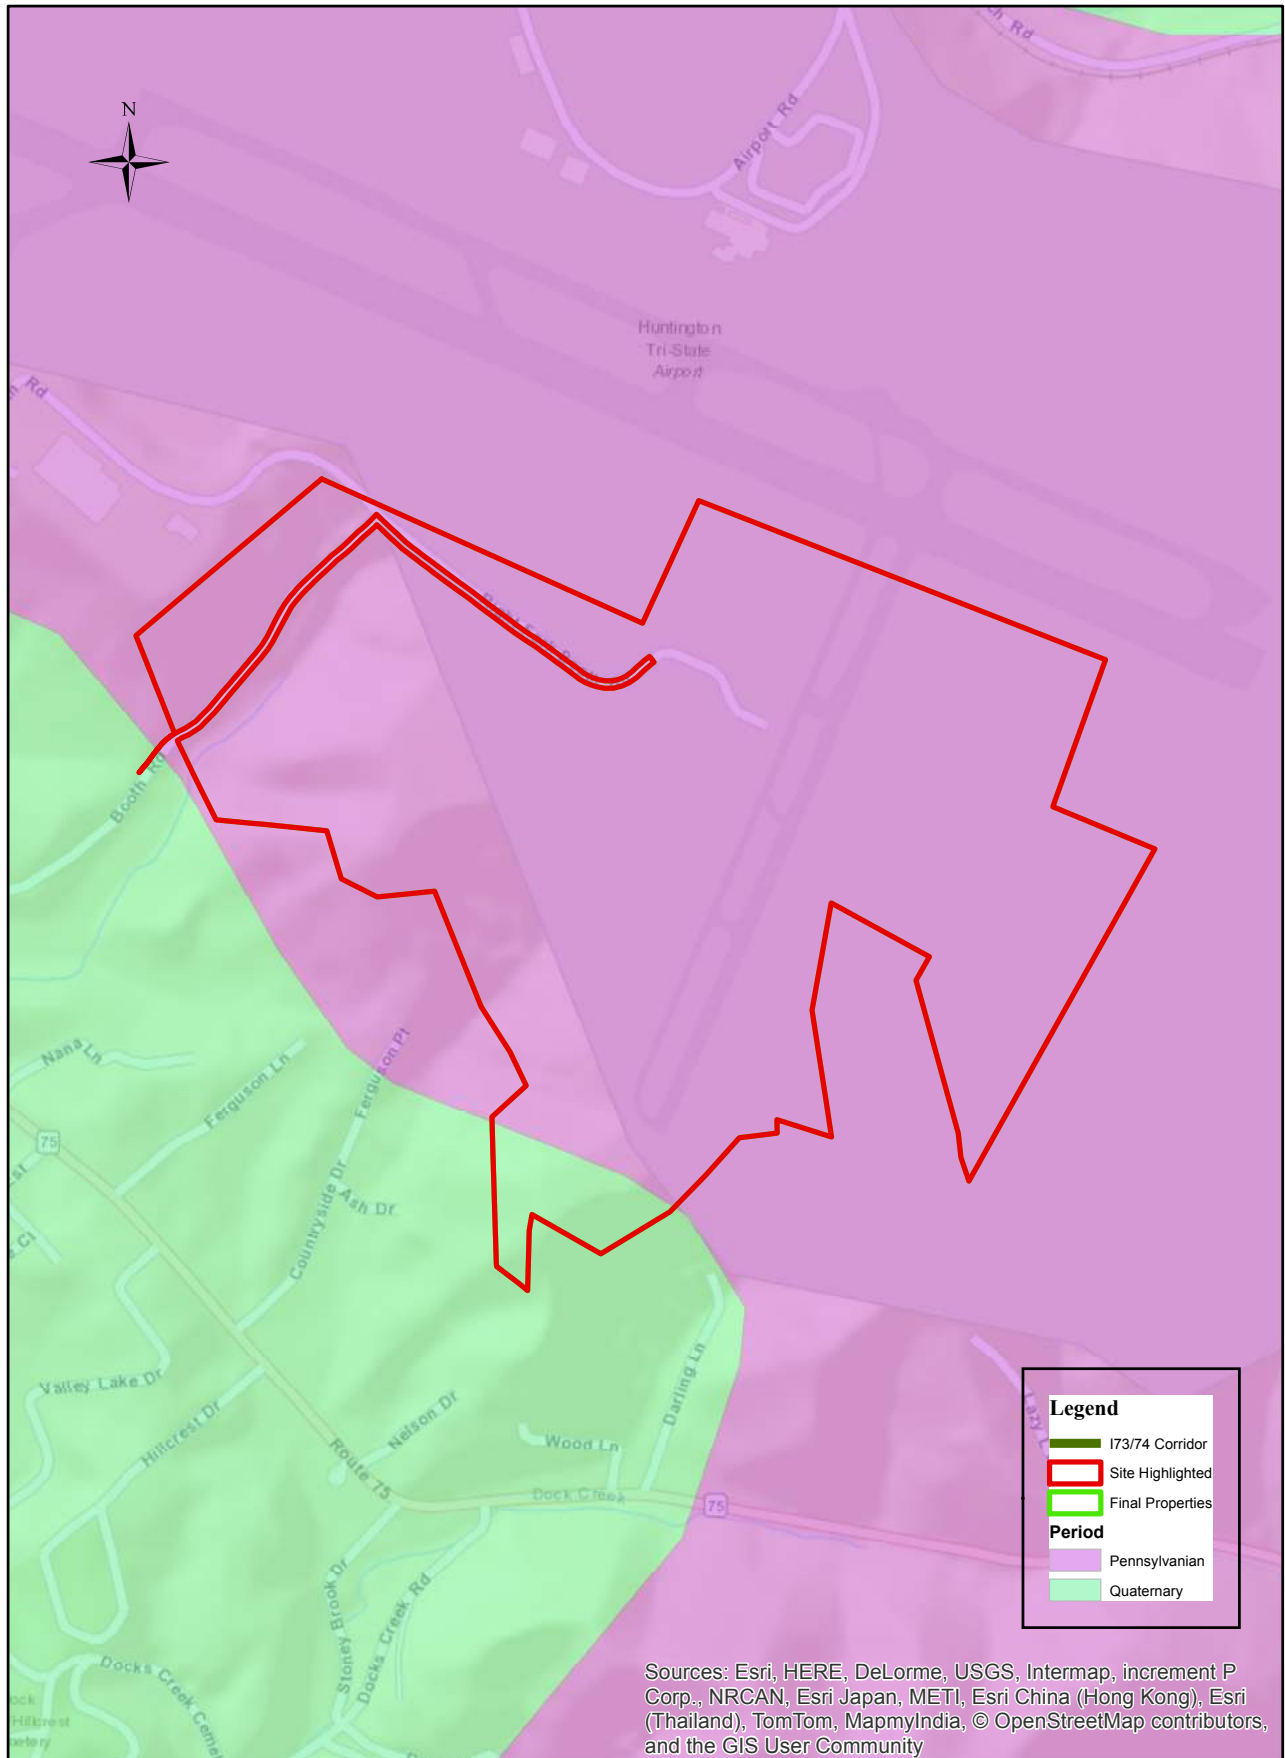 ch Rd
N
Airport Rd
Huntington
Tri-State
Airport
Rd
Booth Rd
Nana Ln
Ferguson Ln
Ferguson Pt
75
Countryside Dr
Ash Dr
Valley Lake Dr
Hillcrest Dr
Nelson Dr
Route 75
Wood Ln
Darling Ln
Dock Creek
75
Stoney Brook Dr
Docks Creek Rd
Docks Creek Ceme
Hillcrest
Legend
I73/74 Corridor
Site Highlighted
Final Properties
Period
Pennsylvanian
Quaternary
Sources: Esri, HERE, DeLorme, USGS, Intermap, increment P
Corp., NRCAN, Esri Japan, METI, Esri China (Hong Kong), Esri
(Thailand), TomTom, MapmyIndia, © OpenStreetMap contributors,
and the GIS User Community